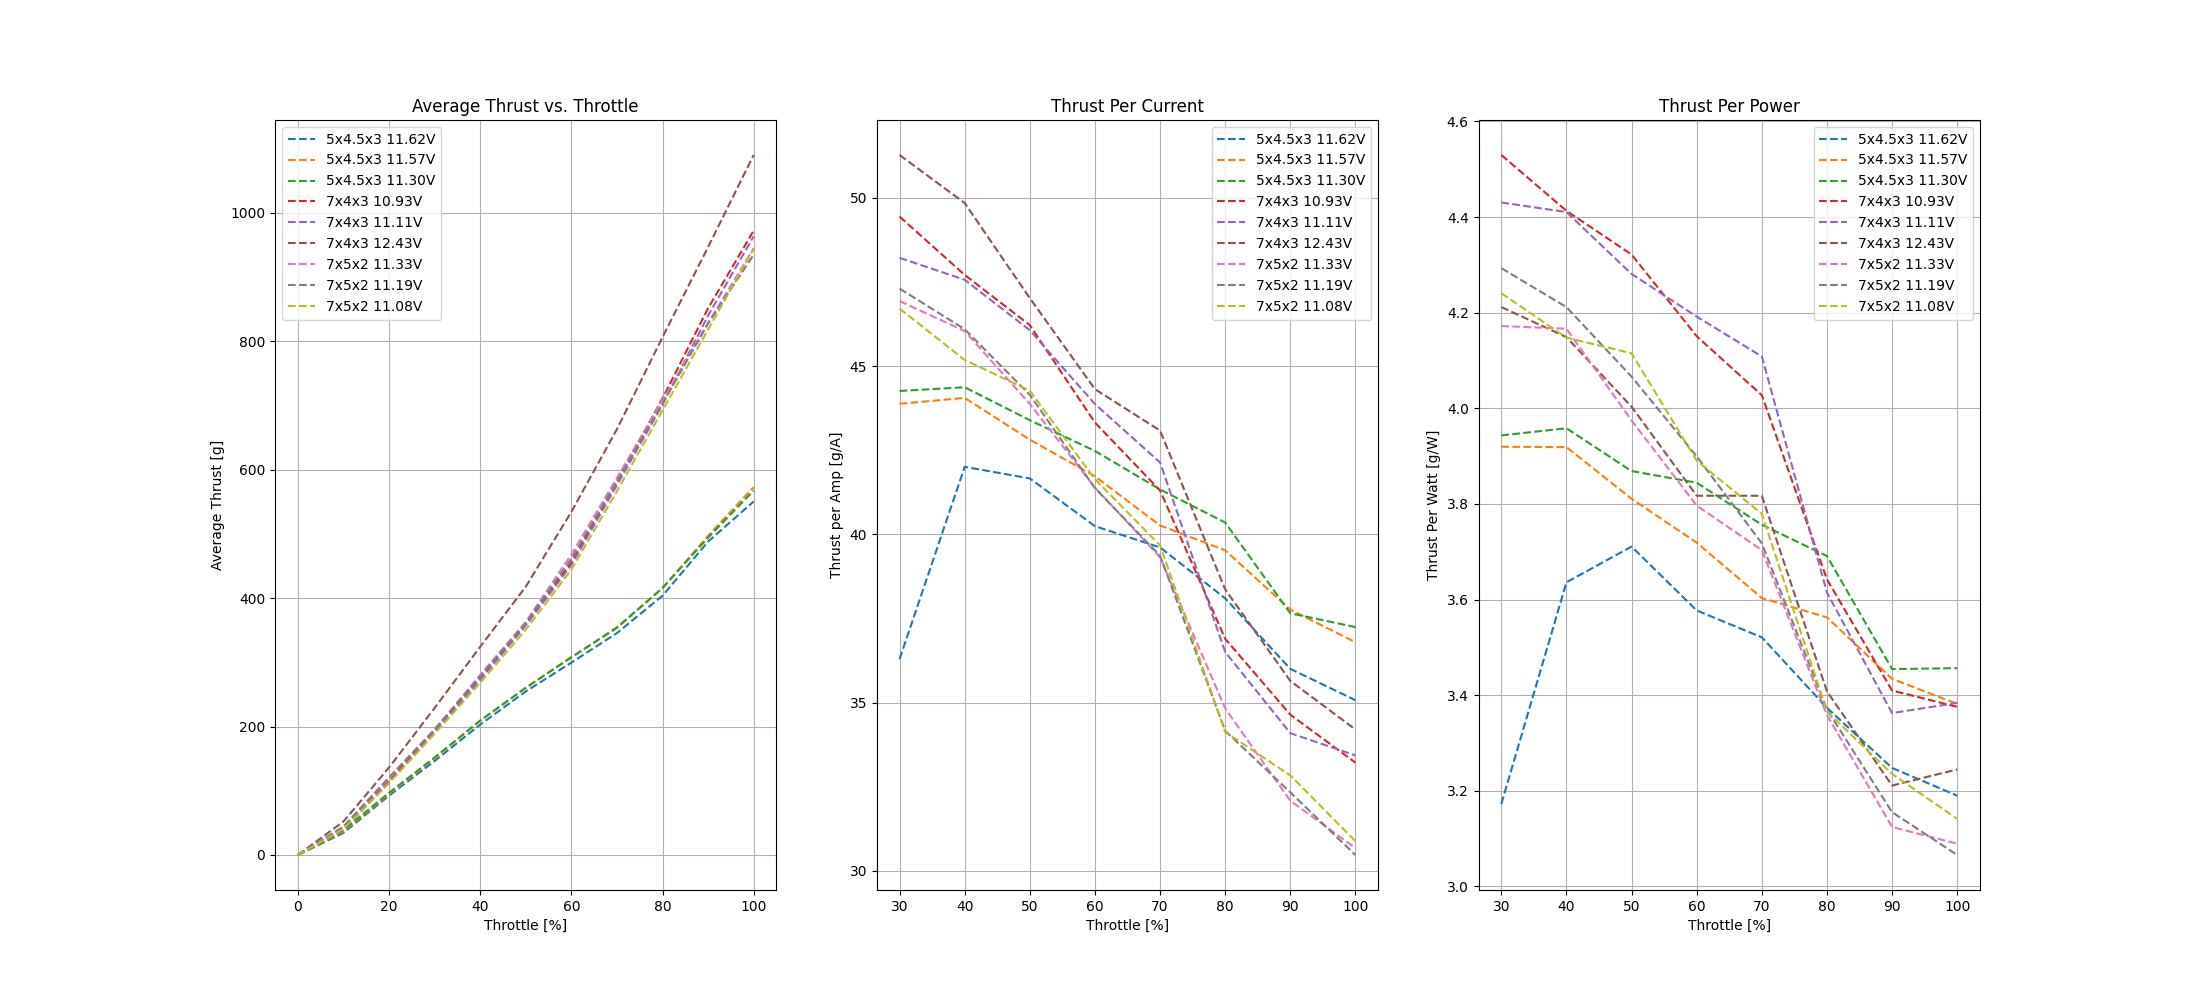 Average Thrust vs. Throttle
5x4.5x3 11.62V
5x4.5x3 11.57V
5x4.5x3 11.30V
7x4x3 10.93V
7x4x3 11.11V
7x4x3 12.43V
7x5x2 11.33V
7x5x2 11.19V
7x5x2 11.08V
1000
800
600
400
200
0
Average Thrust [g]
0 20 40 60 80 100
Throttle [%]
Thrust Per Current
5x4.5x3 11.62V
5x4.5x3 11.57V
5x4.5x3 11.30V
7x4x3 10.93V
7x4x3 11.11V
7x4x3 12.43V
7x5x2 11.33V
7x5x2 11.19V
7x5x2 11.08V
50
45
40
35
30
Thrust per Amp [g/A]
30 40 50 60 70 80 90 100
Throttle [%]
Thrust Per Power
5x4.5x3 11.62V
5x4.5x3 11.57V
5x4.5x3 11.30V
7x4x3 10.93V
7x4x3 11.11V
7x4x3 12.43V
7x5x2 11.33V
7x5x2 11.19V
7x5x2 11.08V
4.6
4.4
4.2
4.0
3.8
3.6
3.4
3.2
3.0
Thrust Per Watt [g/W]
30 40 50 60 70 80 90 100
Throttle [%]